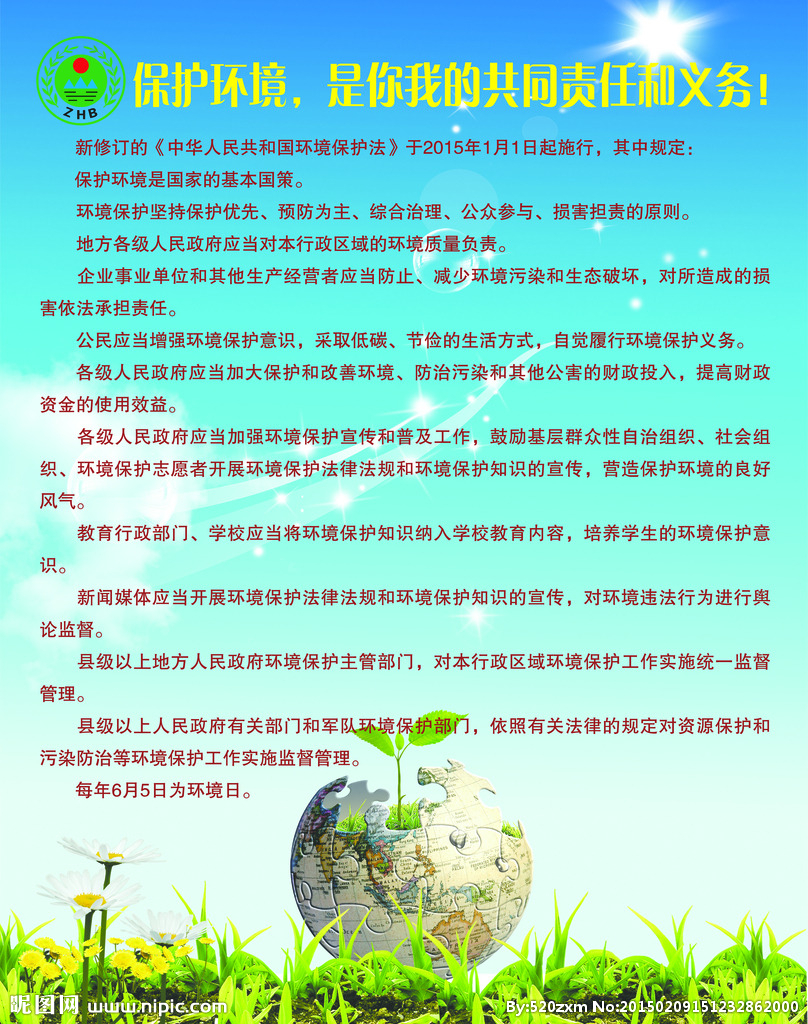 保护环境，是你我的共同责任和义务！
ZHB
新修订的《中华人民共和国环境保护法》于2015年1月1日起施行，其中规定：
保护环境是国家的基本国策。
环境保护坚持保护优先、预防为主、综合治理、公众参与、损害担责的原则。
地方各级人民政府应当对本行政区域的环境质量负责。
企业事业单位和其他生产经营者应当防止、减少环境污染和生态破坏，对所造成的损
害依法承担责任。
公民应当增强环境保护意识，采取低碳、节俭的生活方式，自觉履行环境保护义务。
各级人民政府应当加大保护和改善环境、防治污染和其他公害的财政投入，提高财政
资金的使用效益。
各级人民政府应当加强环境保护宣传和普及工作，鼓励基层群众性自治组织、社会组
织、环境保护志愿者开展环境保护法律法规和环境保护知识的宣传，营造保护环境的良好
风气。
教育行政部门、学校应当将环境保护知识纳入学校教育内容，培养学生的环境保护意
识。
新闻媒体应当开展环境保护法律法规和环境保护知识的宣传，对环境违法行为进行舆
论监督。
县级以上地方人民政府环境保护主管部门，对本行政区域环境保护工作实施统一监督
管理。
县级以上人民政府有关部门和军队环境保护部门，依照有关法律的规定对资源保护和
污染防治等环境保护工作实施监督管理。
每年6月5日为环境日。
昵图网 www.nipic.com
By:520zxm No:20150209151232862000